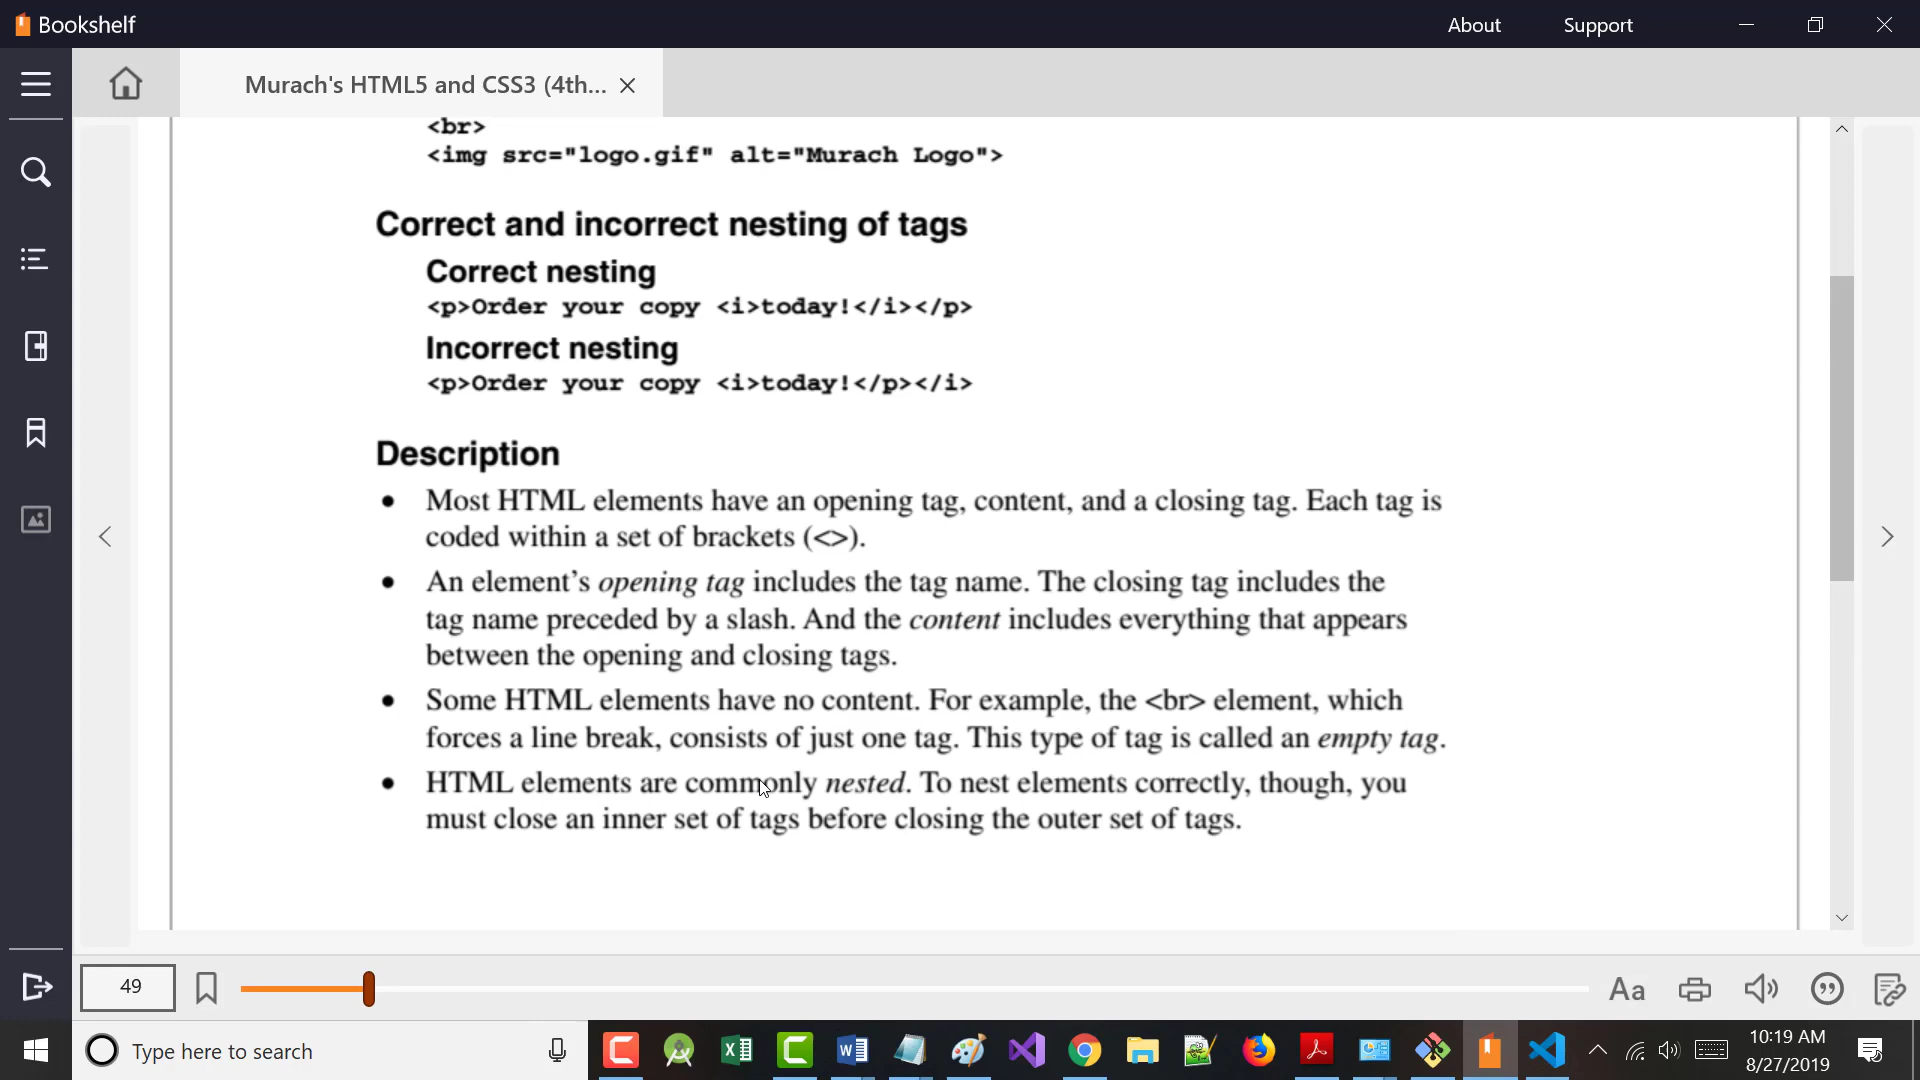 Bookshelf
About
Support
Murach's HTML5 and CSS3 (4th...
<br>
<img src="logo.gif" alt="Murach Logo">
Correct and incorrect nesting of tags
Correct nesting
<p>Order your copy <i>today!</i></p>
Incorrect nesting
<p>Order your copy <i>today!</p></i>
Description
• Most HTML elements have an opening tag, content, and a closing tag. Each tag is
coded within a set of brackets (<>).
• An element's opening tag includes the tag name. The closing tag includes the
tag name preceded by a slash. And the content includes everything that appears
between the opening and closing tags.
• Some HTML elements have no content. For example, the <br> element, which
forces a line break, consists of just one tag. This type of tag is called an empty tag.
• HTML elements are commonly nested. To nest elements correctly, though, you
must close an inner set of tags before closing the outer set of tags.
49
Aa
Type here to search
10:19 AM
8/27/2019